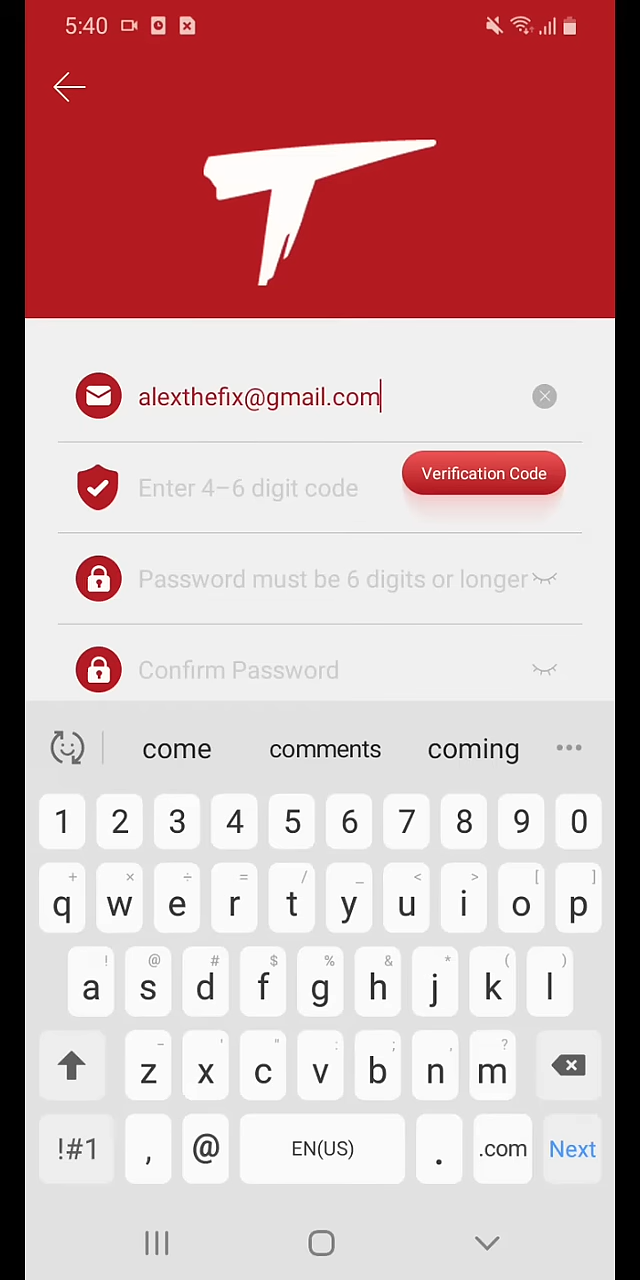 5:40
alexthefix@gmail.com
Enter 4–6 digit code
Verification Code
Password must be 6 digits or longer
Confirm Password
come comments coming
1 2 3 4 5 6 7 8 9 0
+ × ÷ = / _ < > [ ]
q w e r t y u i o p
! @ # $ % & * ( )
a s d f g h j k l
- ' " : ; , ?
z x c v b n m
!#1 , @ EN(US) . .com Next